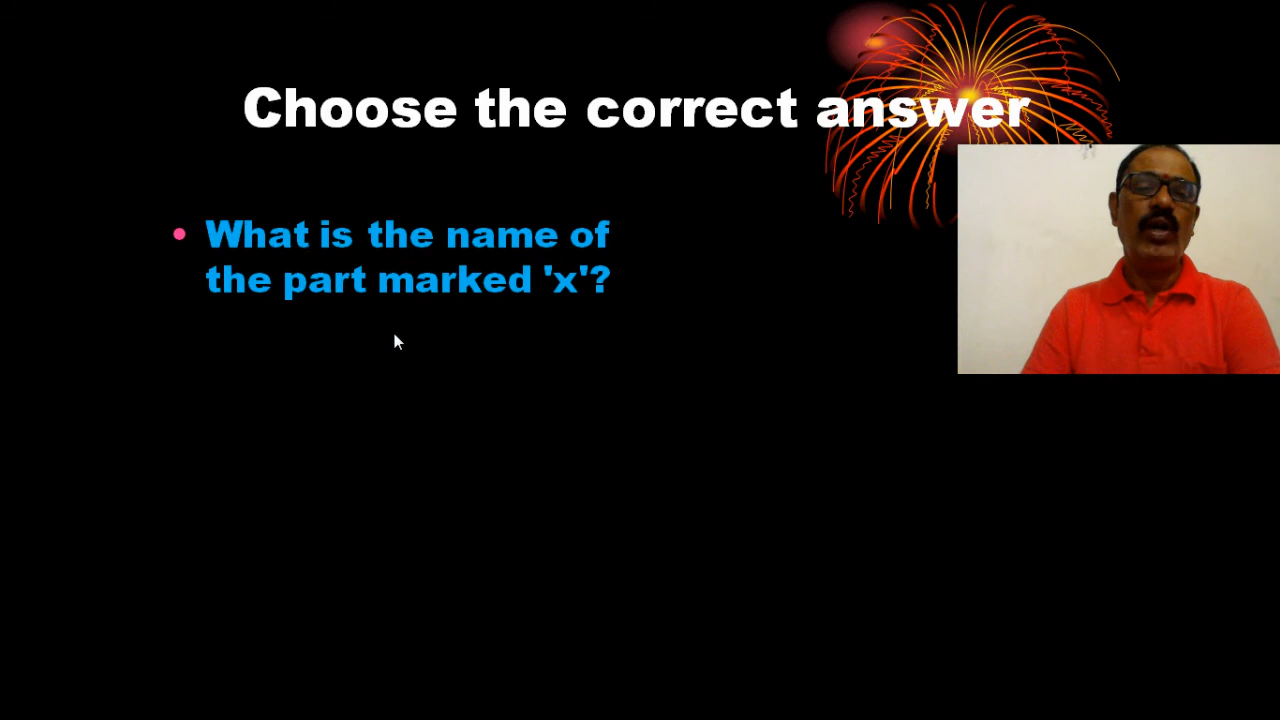 Choose the correct answer
• What is the name of
the part marked 'x'?